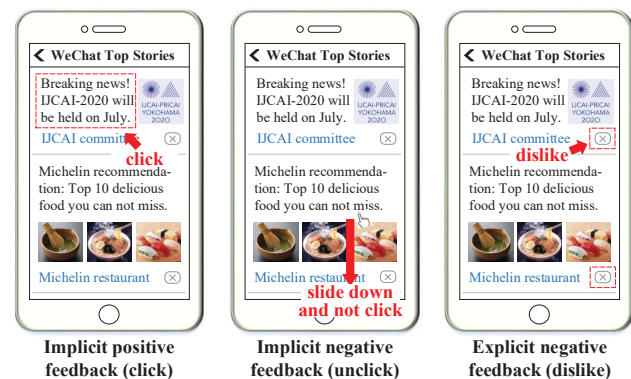 WeChat Top Stories
Breaking news!
IJCAI-2020 will
be held on July.
IJCAI-PRICAI
YOKOHAMA
2020
IJCAI committe
click
Michelin recommenda-
tion: Top 10 delicious
food you can not miss.
Michelin restaurant
Implicit positive
feedback (click)
WeChat Top Stories
Breaking news!
IJCAI-2020 will
be held on July.
IJCAI-PRICAI
YOKOHAMA
2020
IJCAI committee
Michelin recommenda-
tion: Top 10 delicious
food you can not miss.
Michelin restaurant
slide down
and not click
Implicit negative
feedback (unclick)
WeChat Top Stories
Breaking news!
IJCAI-2020 will
be held on July.
IJCAI-PRICAI
YOKOHAMA
2020
IJCAI committee
dislike
Michelin recommenda-
tion: Top 10 delicious
food you can not miss.
Michelin restaurant
Explicit negative
feedback (dislike)